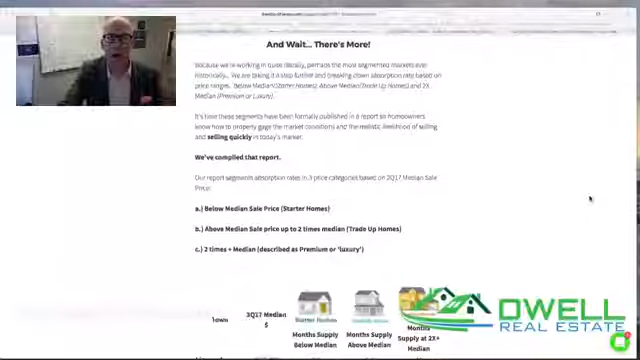 And Wait... There's More!
Because we're working in quite literally, perhaps the most segmented markets ever
historically... We are taking it a step further and breaking down absorption rate based on
price ranges. Below Median(Starter Homes), Above Median(Trade Up Homes) and 2X
Median (Premium or Luxury).
these segments have been formally published in a report so homeowners
know how to properly gage the market conditions and the realistic likelihood of selling
and selling quickly in today's market.
We've compiled that report.
Our report segments absorption rates in 3 price categories based on 2Q17 Median Sale
Price:
a.) Below Median Sale Price (Starter Homes)
b.) Above Median Sale price up to 2 times median (Trade Up Homes)
c.) 2 times + Median (described as Premium or 'luxury')
Town
3Q17 Median
$
Starter Homes
Months Supply
Below Median
Months Supply
Above Median
Months
Supply at 2X+
Median
DWELL
REAL ESTATE